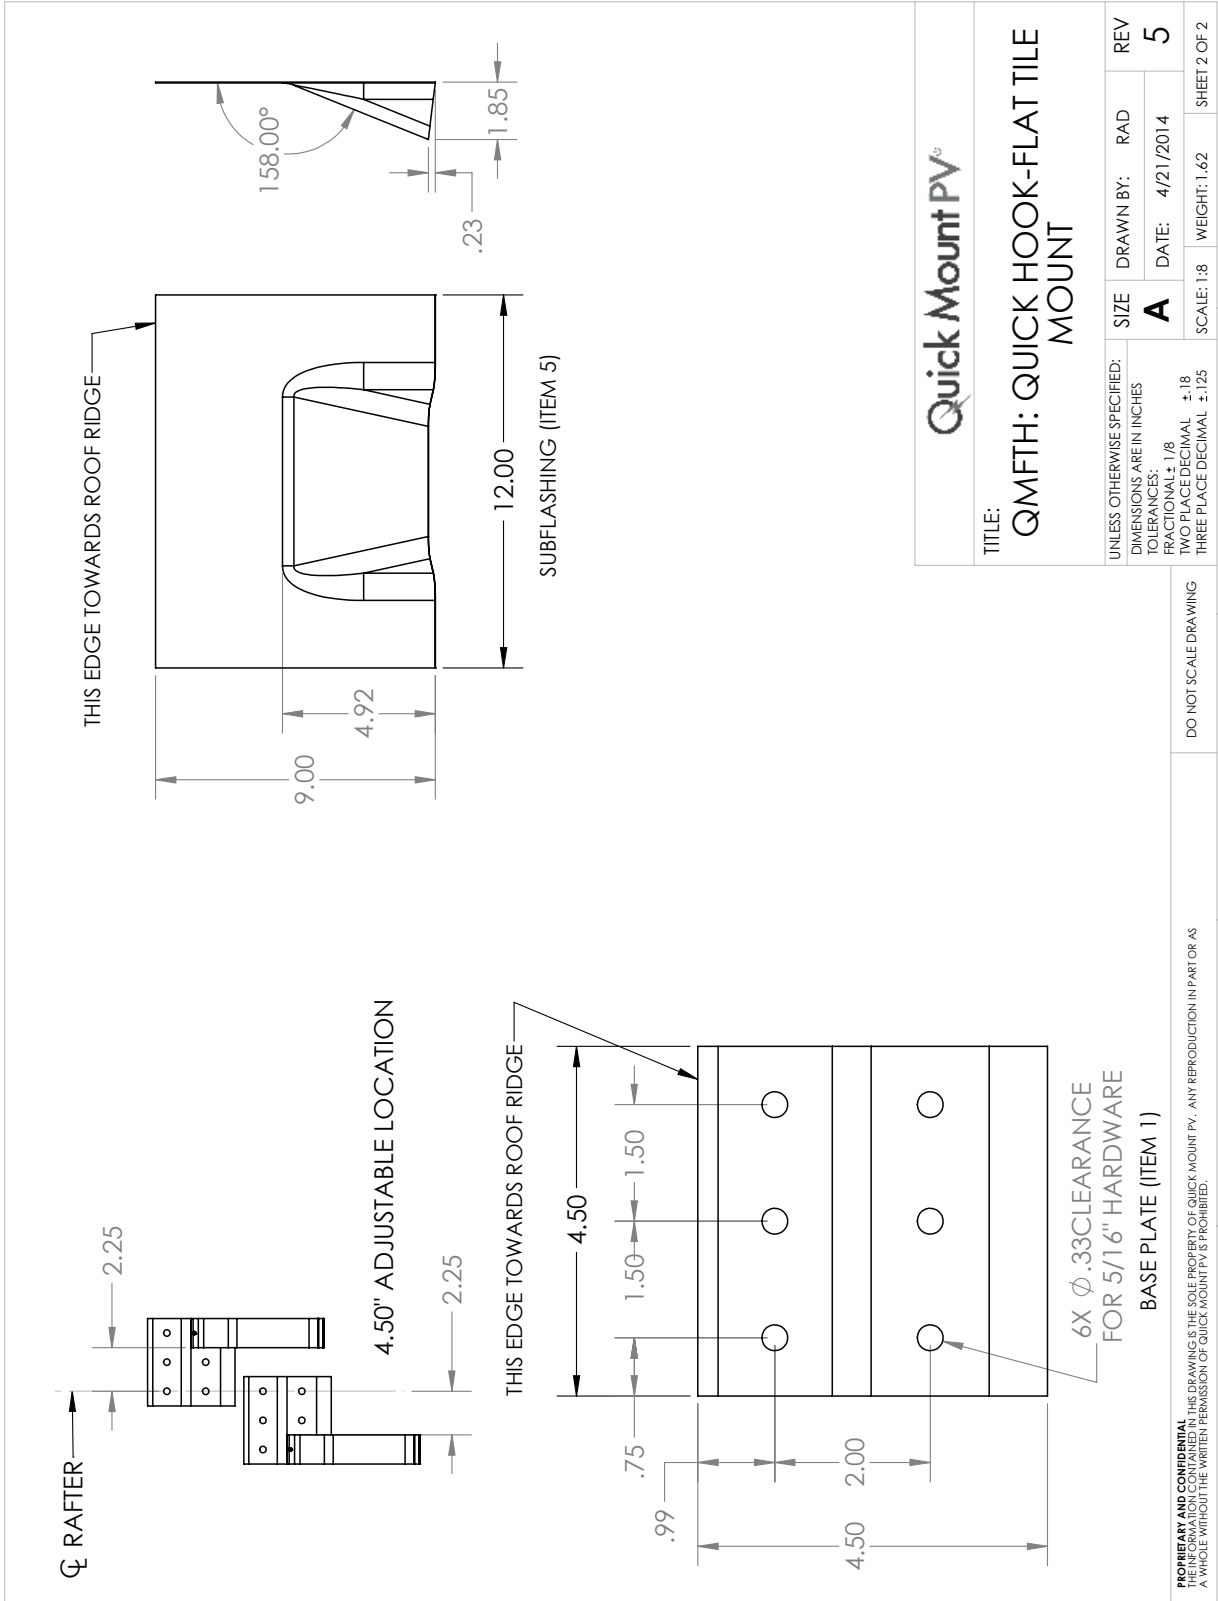 ℄ RAFTER
2.25
4.50" ADJUSTABLE LOCATION
2.25
THIS EDGE TOWARDS ROOF RIDGE
4.50
1.50
1.50
.75
.99
2.00
4.50
6X ∅ .33CLEARANCE
FOR 5/16" HARDWARE
BASE PLATE (ITEM 1)
THIS EDGE TOWARDS ROOF RIDGE
9.00
4.92
12.00
SUBFLASHING (ITEM 5)
158.00°
.23
1.85
Quick Mount PV®
TITLE:
QMFTH: QUICK HOOK-FLAT TILE
MOUNT
UNLESS OTHERWISE SPECIFIED:
DIMENSIONS ARE IN INCHES
TOLERANCES:
FRACTIONAL± 1/8
TWO PLACE DECIMAL ±.18
THREE PLACE DECIMAL ±.125
SIZE
A
DRAWN BY: RAD
DATE: 4/21/2014
REV
5
SCALE: 1:8
WEIGHT: 1.62
SHEET 2 OF 2
DO NOT SCALE DRAWING
PROPRIETARY AND CONFIDENTIAL
THE INFORMATION CONTAINED IN THIS DRAWING IS THE SOLE PROPERTY OF QUICK MOUNT PV. ANY REPRODUCTION IN PART OR AS
A WHOLE WITHOUT THE WRITTEN PERMISSION OF QUICK MOUNT PV IS PROHIBITED.